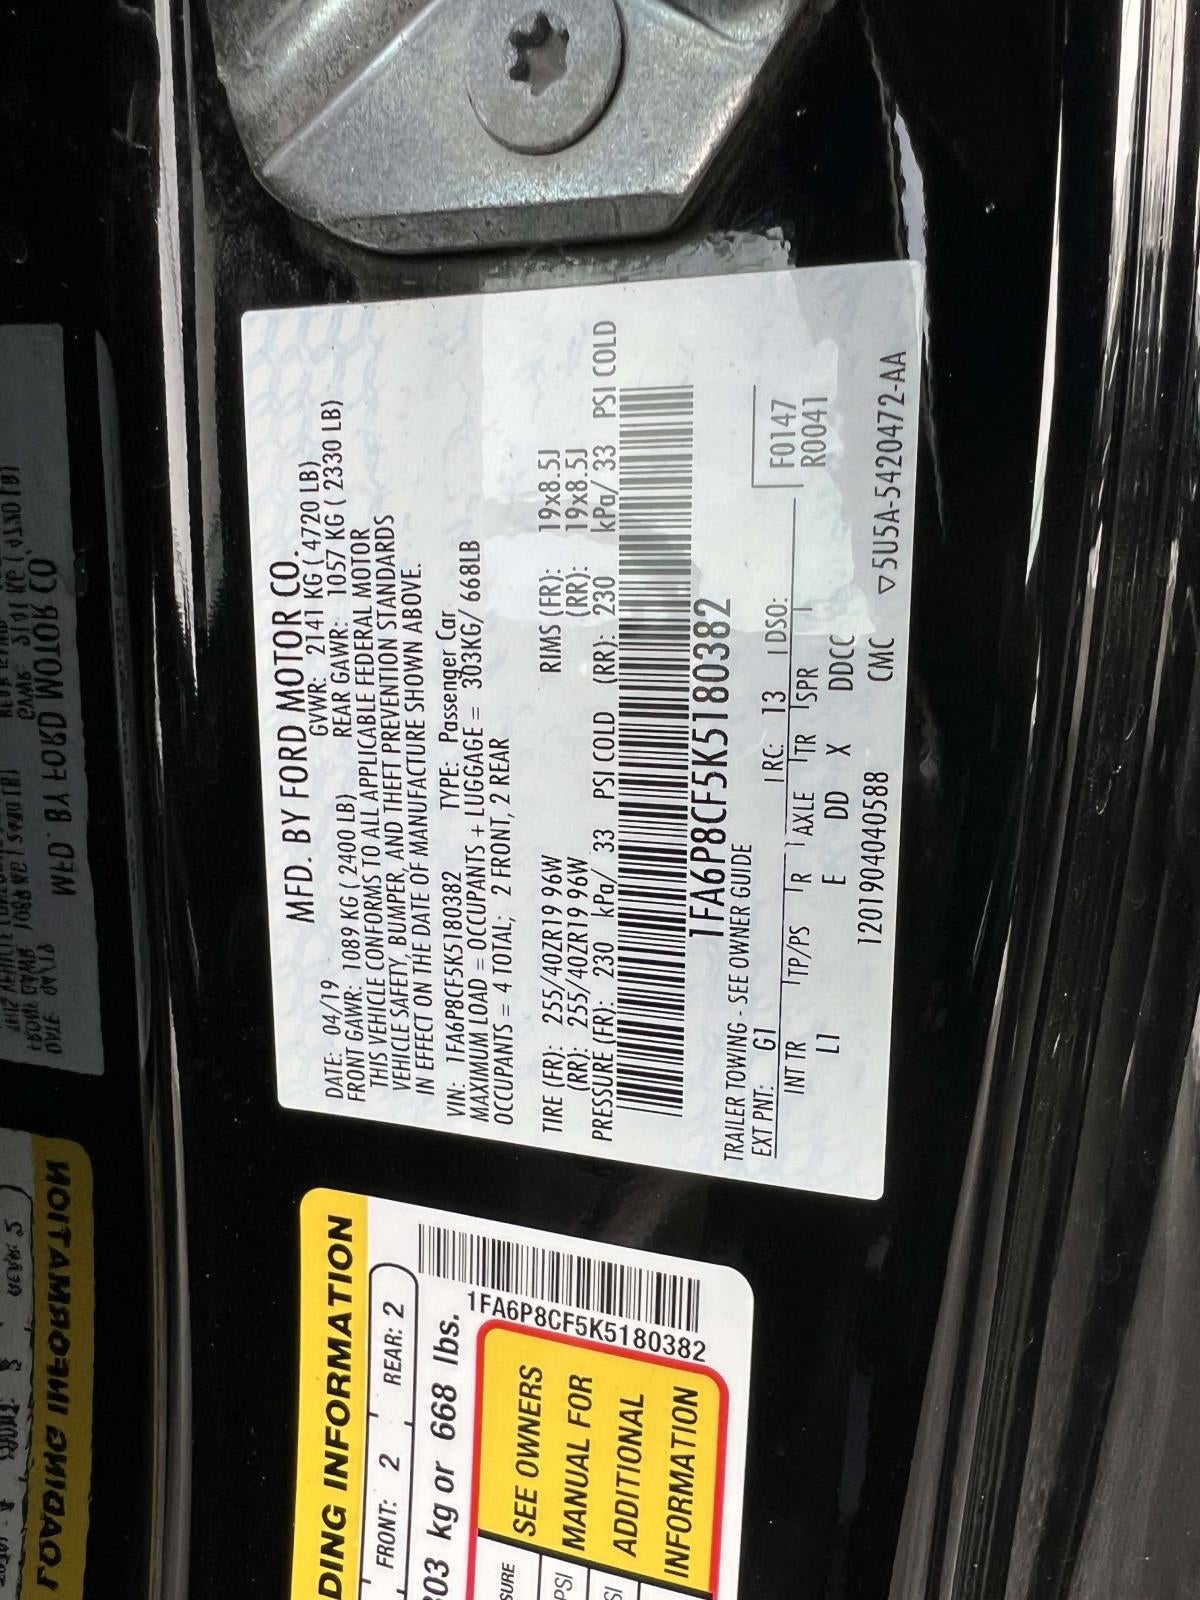 MFD. BY FORD MOTOR CO.
DATE: 04/19 GVWR: 2141 KG ( 4720 LB)
FRONT GAWR: 1089 KG ( 2400 LB) REAR GAWR: 1057 KG ( 2330 LB)
THIS VEHICLE CONFORMS TO ALL APPLICABLE FEDERAL MOTOR
VEHICLE SAFETY, BUMPER, AND THEFT PREVENTION STANDARDS
IN EFFECT ON THE DATE OF MANUFACTURE SHOWN ABOVE.
VIN: 1FA6P8CF5K5180382 TYPE: Passenger Car
MAXIMUM LOAD = OCCUPANTS + LUGGAGE = 303KG/ 668LB
OCCUPANTS = 4 TOTAL; 2 FRONT, 2 REAR
TIRE (FR): 255/40ZR19 96W RIMS (FR): 19x8.5J
(RR): 255/40ZR19 96W (RR): 19x8.5J
PRESSURE (FR): 230 kPa/ 33 PSI COLD (RR): 230 kPa/ 33 PSI COLD
1FA6P8CF5K5180382
TRAILER TOWING - SEE OWNER GUIDE
EXT PNT: G1 RC: 13 DSO: F0147
INT TR TP/PS R AXLE TR SPR R0041
L1 E DD X DDCC
1201904040588 CMC ▽5U5A-5420472-AA
DING INFORMATION
FRONT: 2 REAR: 2
303 kg or 668 lbs.
1FA6P8CF5K5180382
SEE OWNERS
MANUAL FOR
ADDITIONAL
INFORMATION
PSI
MFD. BY FORD MOTOR CO.
LOADING INFORMATION